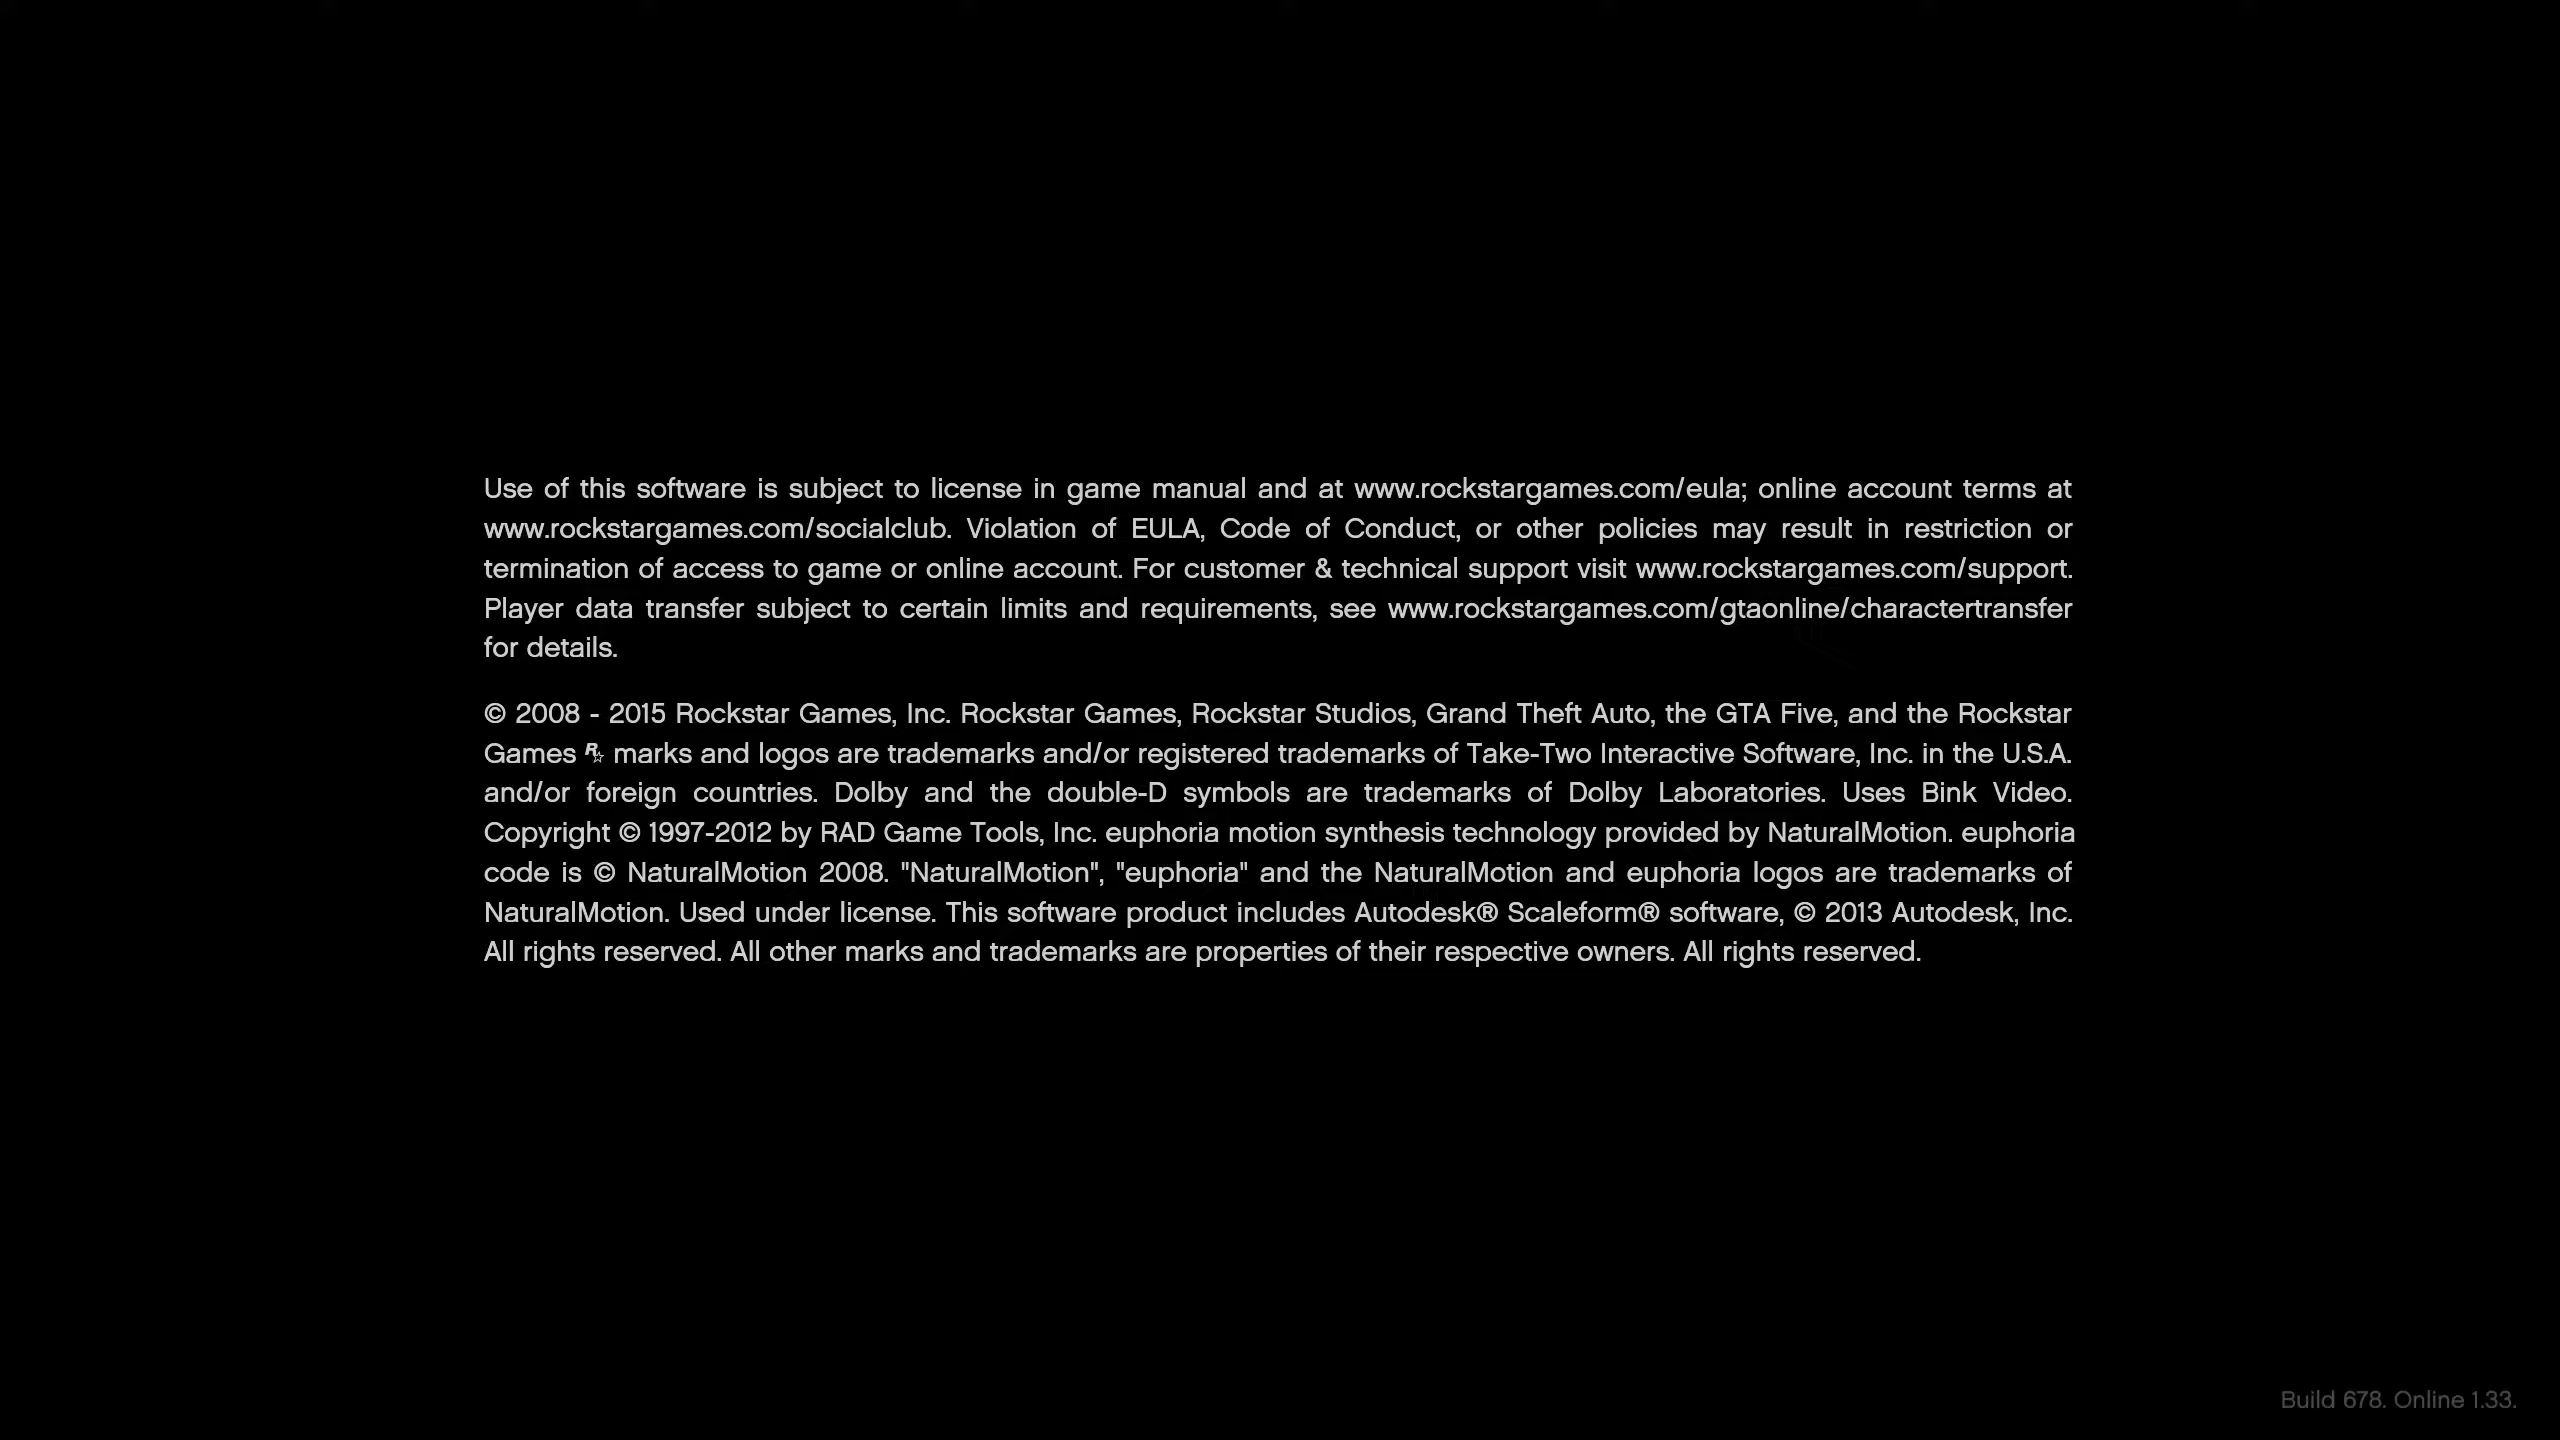 Use of this software is subject to license in game manual and at www.rockstargames.com/eula; online account terms at
www.rockstargames.com/socialclub. Violation of EULA, Code of Conduct, or other policies may result in restriction or
termination of access to game or online account. For customer & technical support visit www.rockstargames.com/support.
Player data transfer subject to certain limits and requirements, see www.rockstargames.com/gtaonline/charactertransfer
for details.
© 2008 - 2015 Rockstar Games, Inc. Rockstar Games, Rockstar Studios, Grand Theft Auto, the GTA Five, and the Rockstar
Games R☆ marks and logos are trademarks and/or registered trademarks of Take-Two Interactive Software, Inc. in the U.S.A.
and/or foreign countries. Dolby and the double-D symbols are trademarks of Dolby Laboratories. Uses Bink Video.
Copyright © 1997-2012 by RAD Game Tools, Inc. euphoria motion synthesis technology provided by NaturalMotion. euphoria
code is © NaturalMotion 2008. "NaturalMotion", "euphoria" and the NaturalMotion and euphoria logos are trademarks of
NaturalMotion. Used under license. This software product includes Autodesk® Scaleform® software, © 2013 Autodesk, Inc.
All rights reserved. All other marks and trademarks are properties of their respective owners. All rights reserved.
Build 678. Online 1.33.